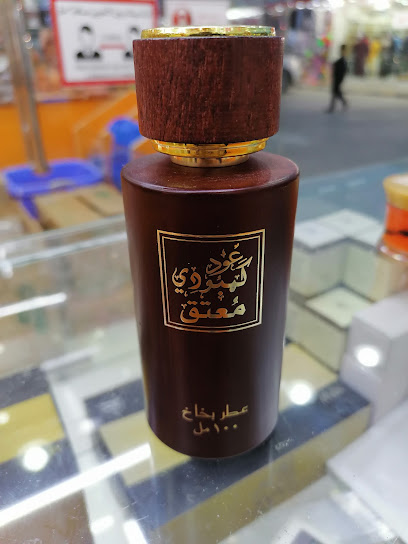 عود
كمبودي
معتق
عطر بخاخ
١٠٠ مل